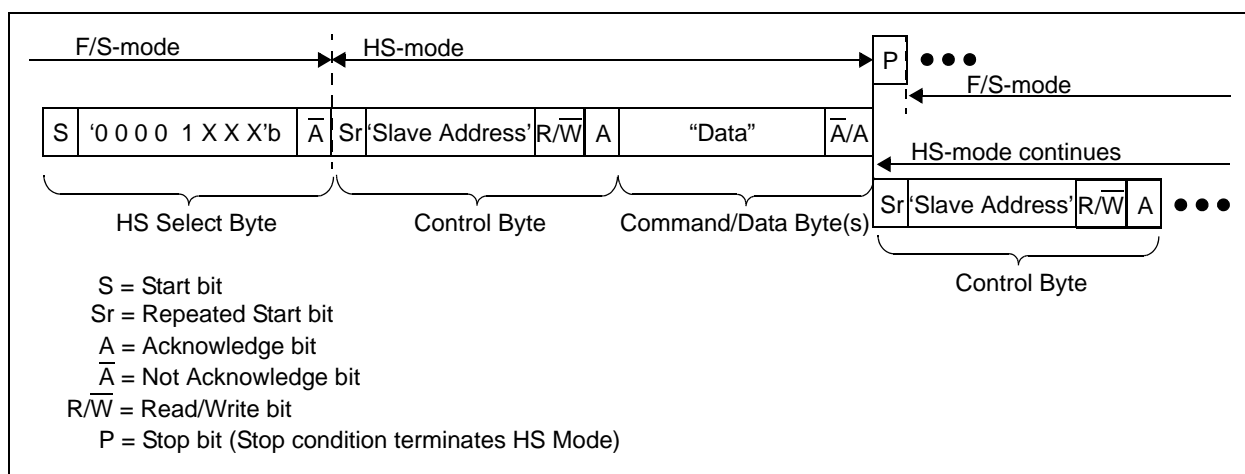 F/S-mode HS-mode
P ● ● ●
F/S-mode
S '0 0 0 0 1 X X X'b A̅ Sr 'Slave Address' R/W̅ A "Data" A̅/A
HS-mode continues
HS Select Byte Control Byte Command/Data Byte(s)
Sr 'Slave Address' R/W̅ A ● ● ●
Control Byte
S = Start bit
Sr = Repeated Start bit
A = Acknowledge bit
A̅ = Not Acknowledge bit
R/W̅ = Read/Write bit
P = Stop bit (Stop condition terminates HS Mode)